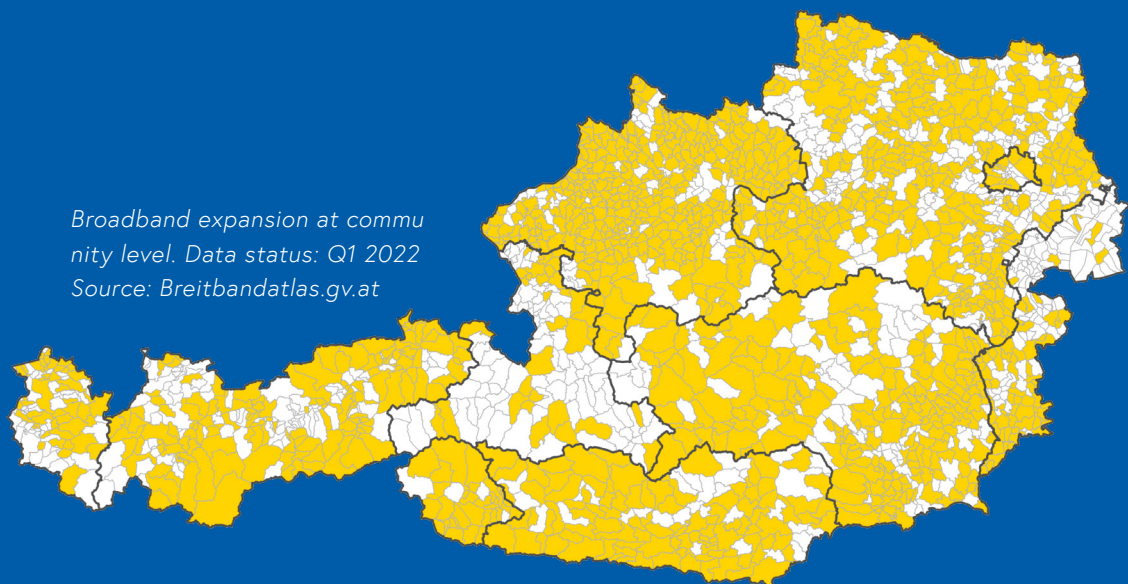 Broadband expansion at commu
nity level. Data status: Q1 2022
Source: Breitbandatlas.gv.at